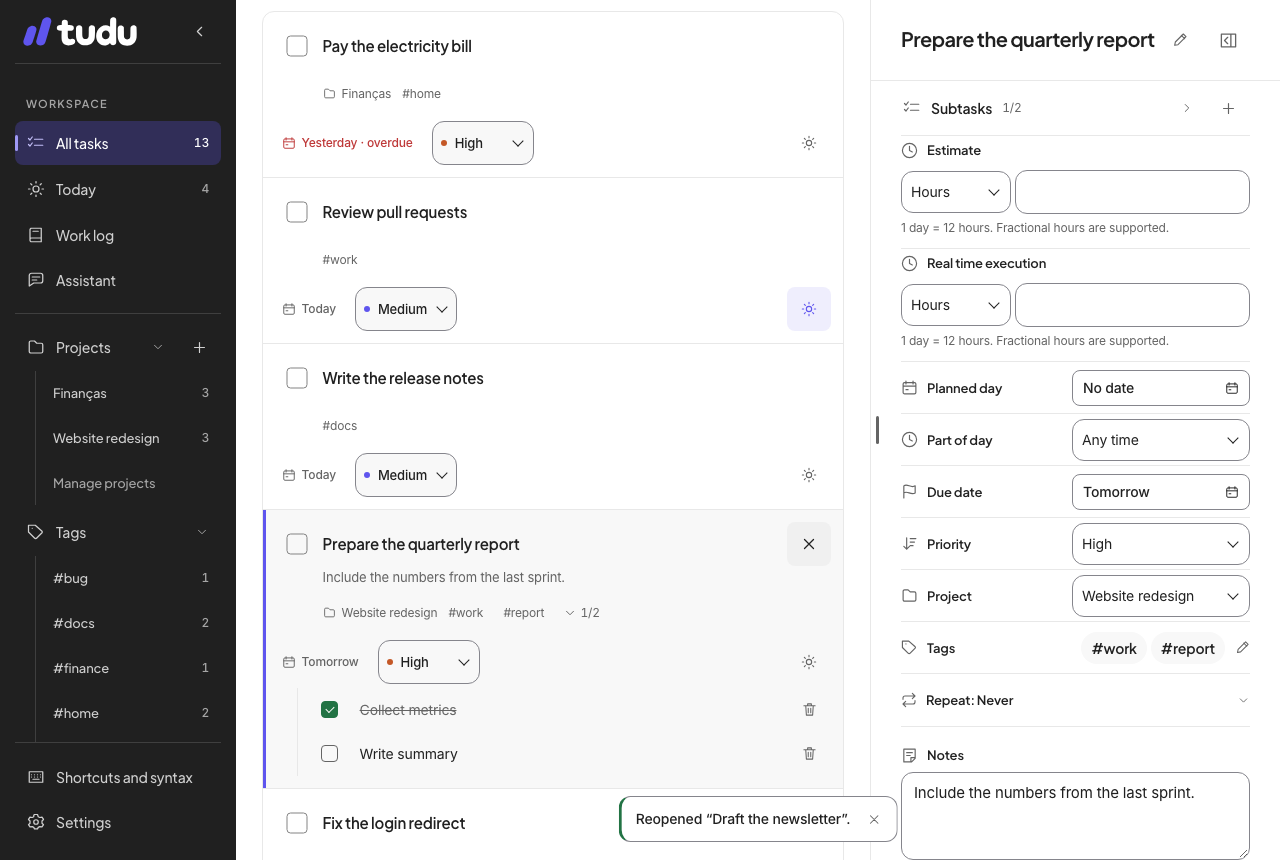 tudu
WORKSPACE
All tasks 13
Today 4
Work log
Assistant
Projects
Finanças 3
Website redesign 3
Manage projects
Tags
#bug 1
#docs 2
#finance 1
#home 2
Shortcuts and syntax
Settings
Pay the electricity bill
Finanças #home
Yesterday · overdue High
Review pull requests
#work
Today Medium
Write the release notes
#docs
Today Medium
Prepare the quarterly report
Include the numbers from the last sprint.
Website redesign #work #report 1/2
Tomorrow High
Collect metrics
Write summary
Fix the login redirect
Reopened “Draft the newsletter”.
Prepare the quarterly report
Subtasks 1/2
Estimate
Hours
1 day = 12 hours. Fractional hours are supported.
Real time execution
Hours
1 day = 12 hours. Fractional hours are supported.
Planned day No date
Part of day Any time
Due date Tomorrow
Priority High
Project Website redesign
Tags #work #report
Repeat: Never
Notes
Include the numbers from the last sprint.